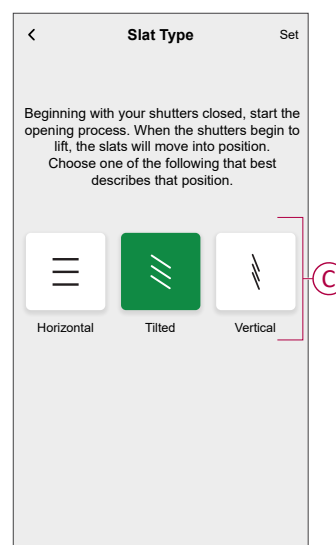 Slat Type
Set
Beginning with your shutters closed, start the
opening process. When the shutters begin to
lift, the slats will move into position.
Choose one of the following that best
describes that position.
Horizontal
Tilted
Vertical
C